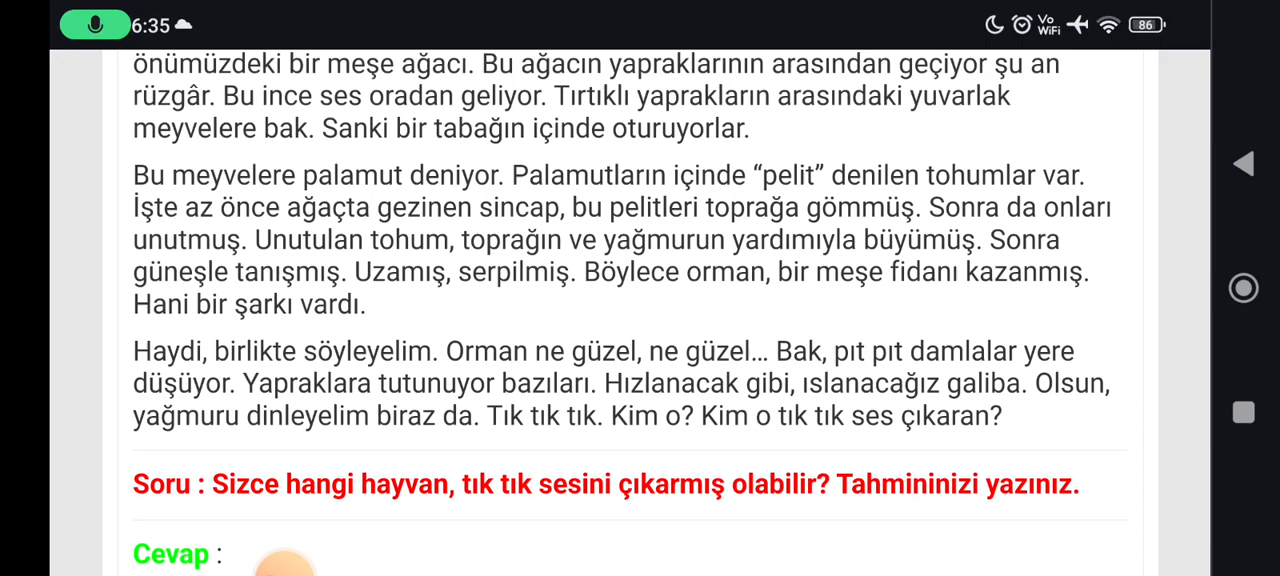 6:35
Vo
WiFi
86
önümüzdeki bir meşe ağacı. Bu ağacın yapraklarının arasından geçiyor şu an
rüzgâr. Bu ince ses oradan geliyor. Tırtıklı yaprakların arasındaki yuvarlak
meyvelere bak. Sanki bir tabağın içinde oturuyorlar.
Bu meyvelere palamut deniyor. Palamutların içinde “pelit” denilen tohumlar var.
İşte az önce ağaçta gezinen sincap, bu pelitleri toprağa gömmüş. Sonra da onları
unutmuş. Unutulan tohum, toprağın ve yağmurun yardımıyla büyümüş. Sonra
güneşle tanışmış. Uzamış, serpilmiş. Böylece orman, bir meşe fidanı kazanmış.
Hani bir şarkı vardı.
Haydi, birlikte söyleyelim. Orman ne güzel, ne güzel... Bak, pıt pıt damlalar yere
düşüyor. Yapraklara tutunuyor bazıları. Hızlanacak gibi, ıslanacağız galiba. Olsun,
yağmuru dinleyelim biraz da. Tık tık tık. Kim o? Kim o tık tık ses çıkaran?
Soru : Sizce hangi hayvan, tık tık sesini çıkarmış olabilir? Tahmininizi yazınız.
Cevap :